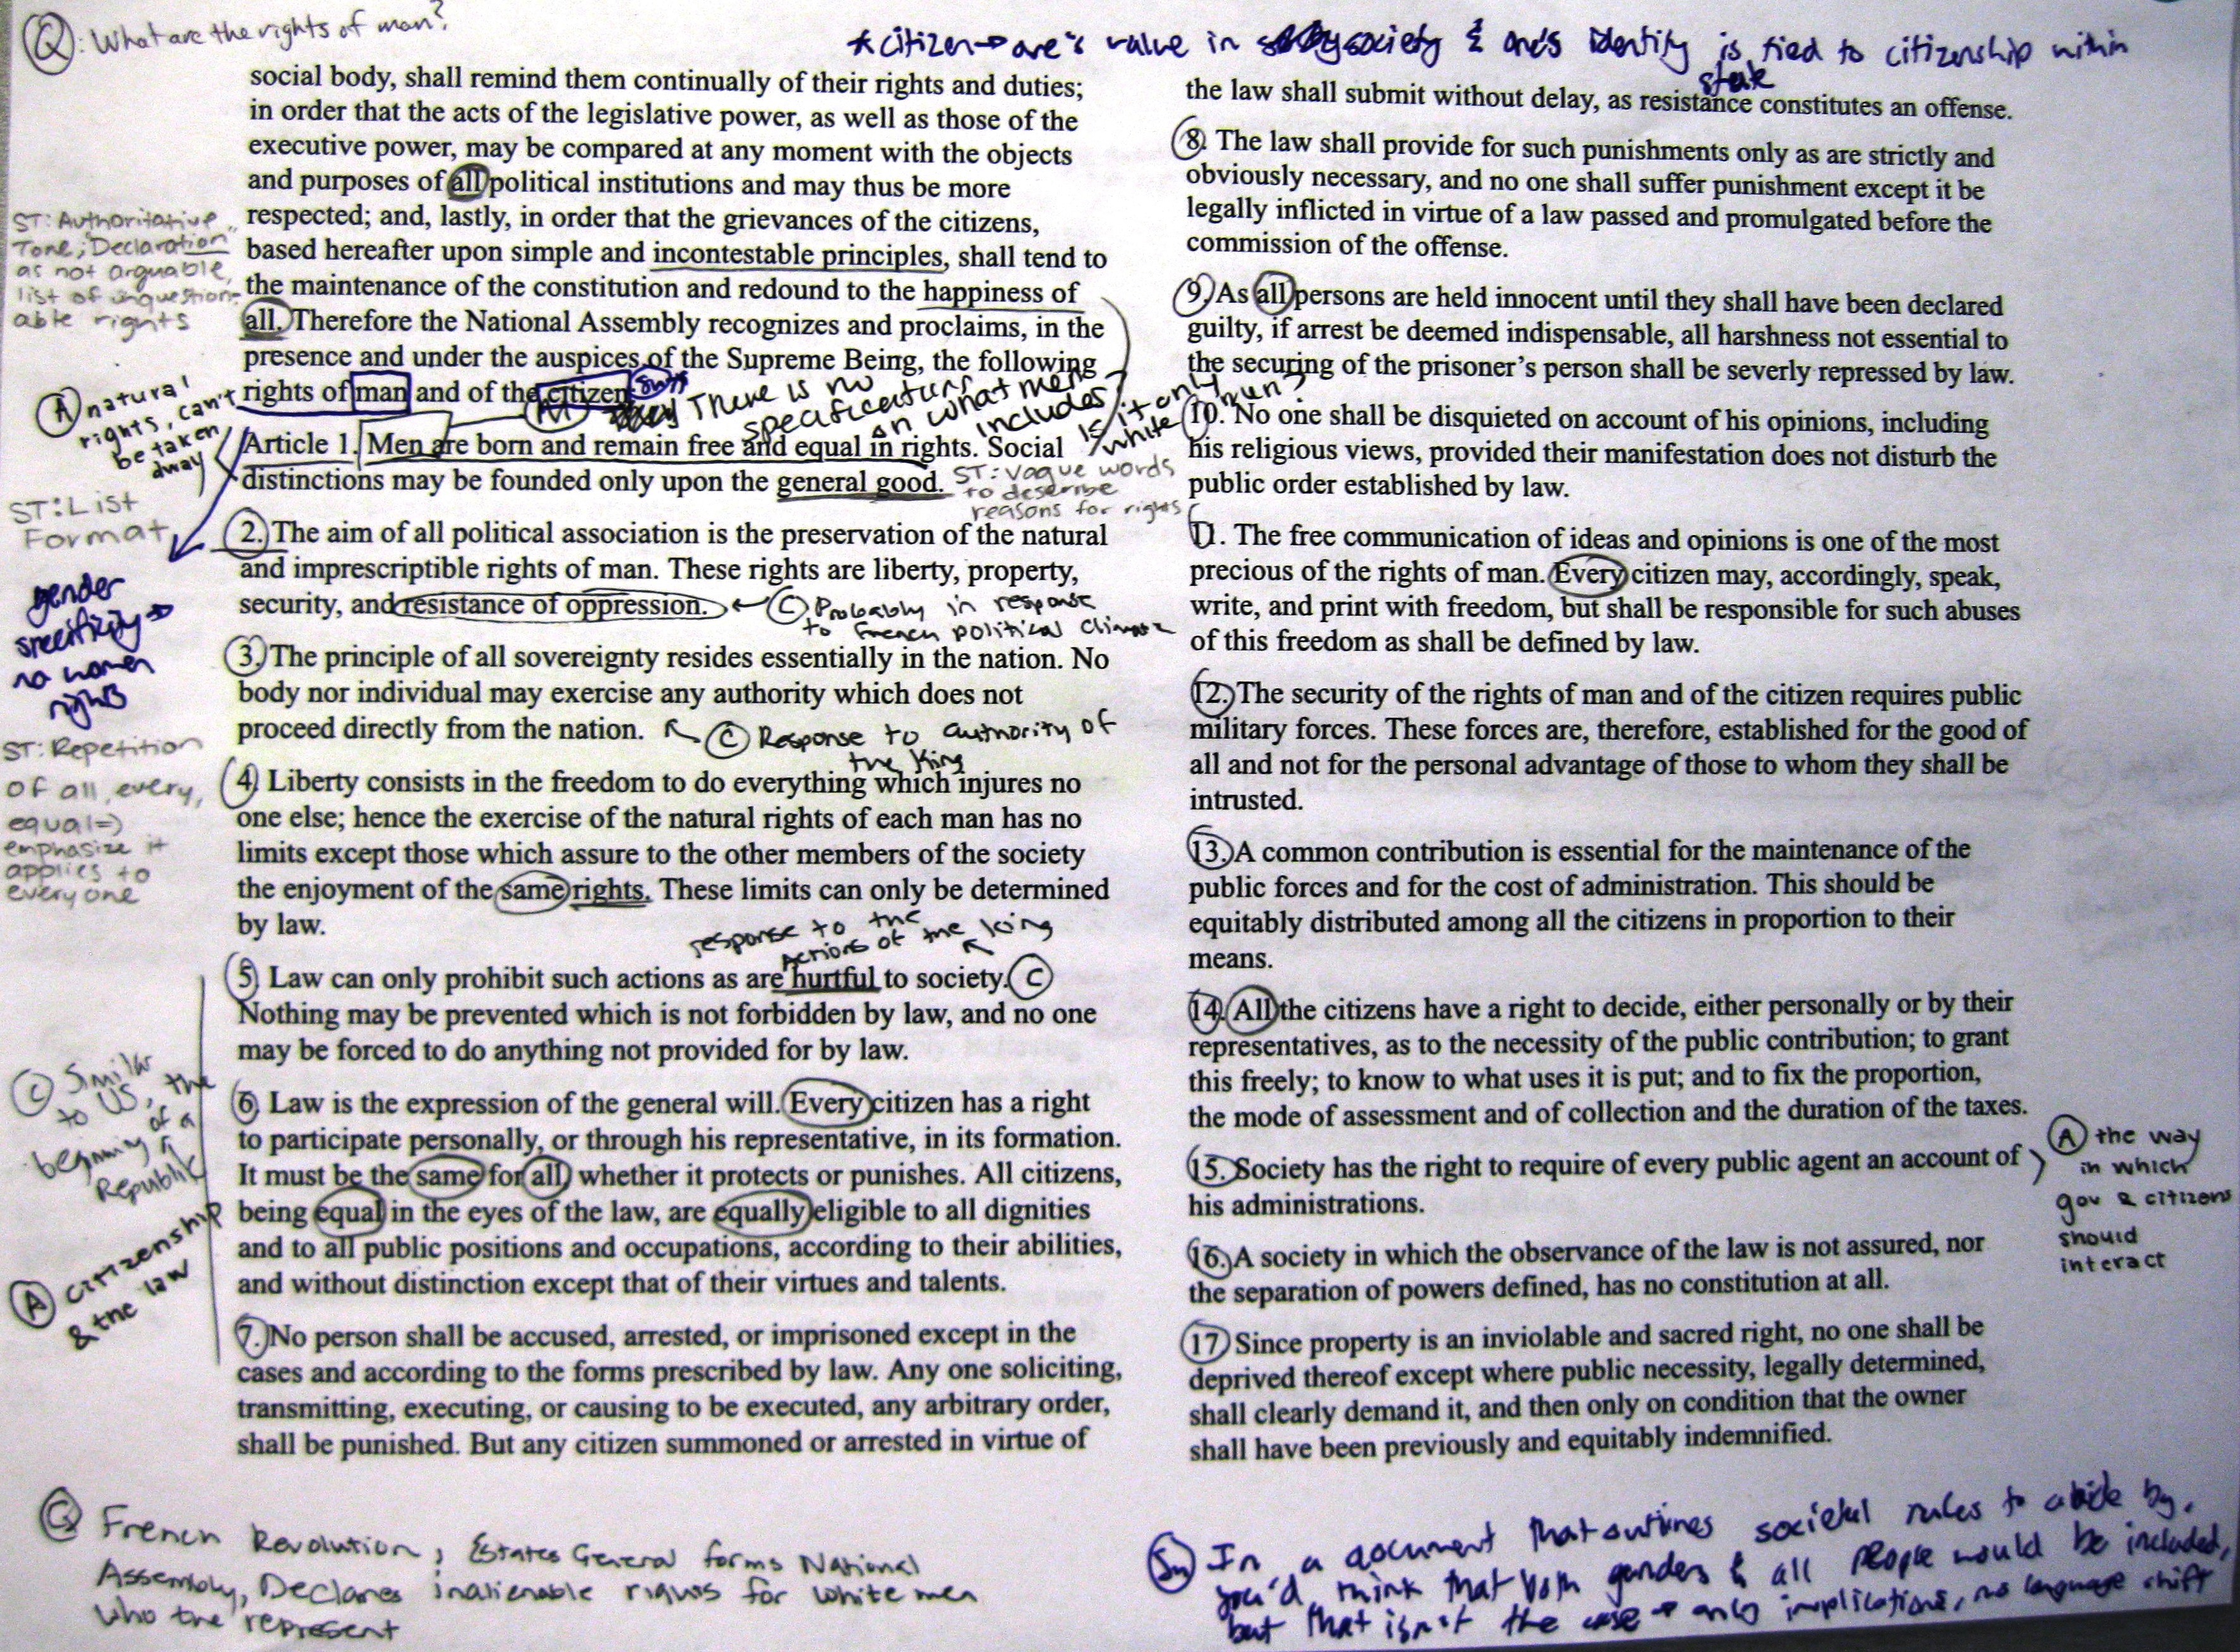 Q: What are the rights of man?
*citizen→ one's value in society & one's identity is tied to citizenship within
state
social body, shall remind them continually of their rights and duties;
in order that the acts of the legislative power, as well as those of the
executive power, may be compared at any moment with the objects
and purposes of all political institutions and may thus be more
respected; and, lastly, in order that the grievances of the citizens,
based hereafter upon simple and incontestable principles, shall tend to
the maintenance of the constitution and redound to the happiness of
all. Therefore the National Assembly recognizes and proclaims, in the
presence and under the auspices of the Supreme Being, the following
rights of man and of the citizen
Article 1. Men are born and remain free and equal in rights. Social
distinctions may be founded only upon the general good.
2. The aim of all political association is the preservation of the natural
and imprescriptible rights of man. These rights are liberty, property,
security, and resistance of oppression.
3. The principle of all sovereignty resides essentially in the nation. No
body nor individual may exercise any authority which does not
proceed directly from the nation.
4. Liberty consists in the freedom to do everything which injures no
one else; hence the exercise of the natural rights of each man has no
limits except those which assure to the other members of the society
the enjoyment of the same rights. These limits can only be determined
by law.
5. Law can only prohibit such actions as are hurtful to society.
Nothing may be prevented which is not forbidden by law, and no one
may be forced to do anything not provided for by law.
6. Law is the expression of the general will. Every citizen has a right
to participate personally, or through his representative, in its formation.
It must be the same for all, whether it protects or punishes. All citizens,
being equal in the eyes of the law, are equally eligible to all dignities
and to all public positions and occupations, according to their abilities,
and without distinction except that of their virtues and talents.
7. No person shall be accused, arrested, or imprisoned except in the
cases and according to the forms prescribed by law. Any one soliciting,
transmitting, executing, or causing to be executed, any arbitrary order,
shall be punished. But any citizen summoned or arrested in virtue of
the law shall submit without delay, as resistance constitutes an offense.
8. The law shall provide for such punishments only as are strictly and
obviously necessary, and no one shall suffer punishment except it be
legally inflicted in virtue of a law passed and promulgated before the
commission of the offense.
9. As all persons are held innocent until they shall have been declared
guilty, if arrest be deemed indispensable, all harshness not essential to
the securing of the prisoner's person shall be severly repressed by law.
10. No one shall be disquieted on account of his opinions, including
his religious views, provided their manifestation does not disturb the
public order established by law.
11. The free communication of ideas and opinions is one of the most
precious of the rights of man. Every citizen may, accordingly, speak,
write, and print with freedom, but shall be responsible for such abuses
of this freedom as shall be defined by law.
12. The security of the rights of man and of the citizen requires public
military forces. These forces are, therefore, established for the good of
all and not for the personal advantage of those to whom they shall be
intrusted.
13. A common contribution is essential for the maintenance of the
public forces and for the cost of administration. This should be
equitably distributed among all the citizens in proportion to their
means.
14. All the citizens have a right to decide, either personally or by their
representatives, as to the necessity of the public contribution; to grant
this freely; to know to what uses it is put; and to fix the proportion,
the mode of assessment and of collection and the duration of the taxes.
15. Society has the right to require of every public agent an account of
his administrations.
16. A society in which the observance of the law is not assured, nor
the separation of powers defined, has no constitution at all.
17 Since property is an inviolable and sacred right, no one shall be
deprived thereof except where public necessity, legally determined,
shall clearly demand it, and then only on condition that the owner
shall have been previously and equitably indemnified.
ST: Authoritative
Tone; Declaration
as not arguable,
list of unquestion-
able rights
A natural
rights, can't
be taken
away
There is no
specification
on what men
includes
Is it only
white men?
ST: Vague words
to describe
reasons for rights
ST: List
Format
gender
specifity→
no women
rights
C Probably in response
to French political climate
C Response to authority of
the King
ST: Repetition
of all, every,
equal⇒
emphasize it
applies to
everyone
response to the
actions of the king
C
C Similar
to US, the
beginning of a
Republic
A citizenship
& the law
A the way
in which
gov & citizens
should
interact
C French Revolution, Estates General forms National
Assembly, Declares inalienable rights for white men
who the represent
Su In a document that outlines societal rules to abide by,
you'd think that both genders & all people would be included,
but that isn't the case → only implications, no language shift